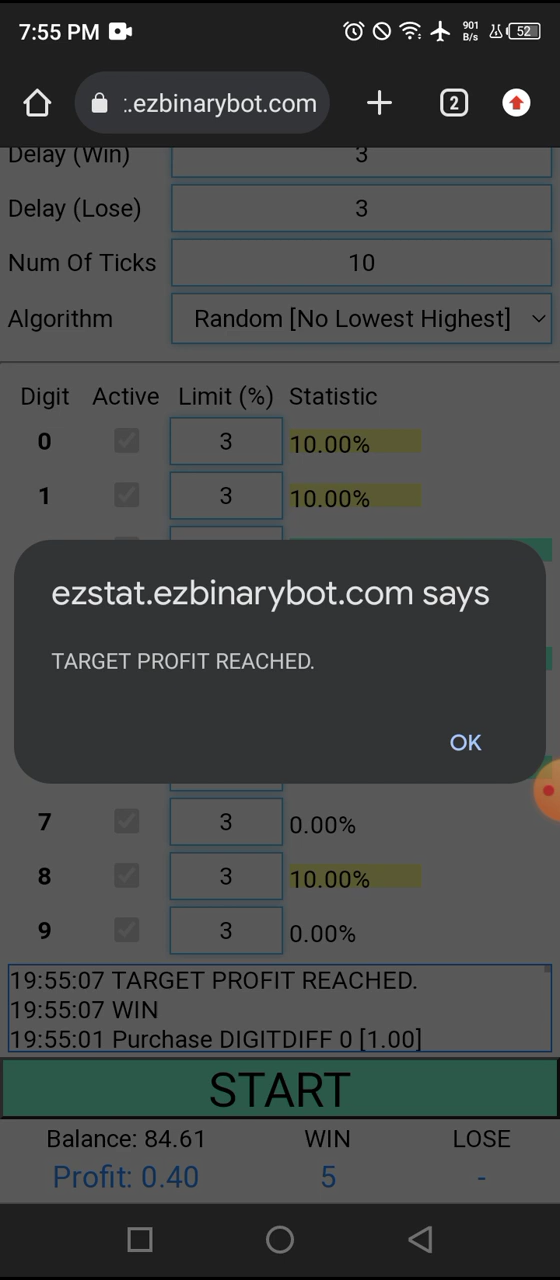 7:55 PM
901
B/s
52
:.ezbinarybot.com
2
Delay (Win) 3
Delay (Lose) 3
Num Of Ticks 10
Algorithm Random [No Lowest Highest]
Digit Active Limit (%) Statistic
0 3 10.00%
1 3 10.00%
ezstat.ezbinarybot.com says
TARGET PROFIT REACHED.
OK
7 3 0.00%
8 3 10.00%
9 3 0.00%
19:55:07 TARGET PROFIT REACHED.
19:55:07 WIN
19:55:01 Purchase DIGITDIFF 0 [1.00]
START
Balance: 84.61 WIN LOSE
Profit: 0.40 5 -